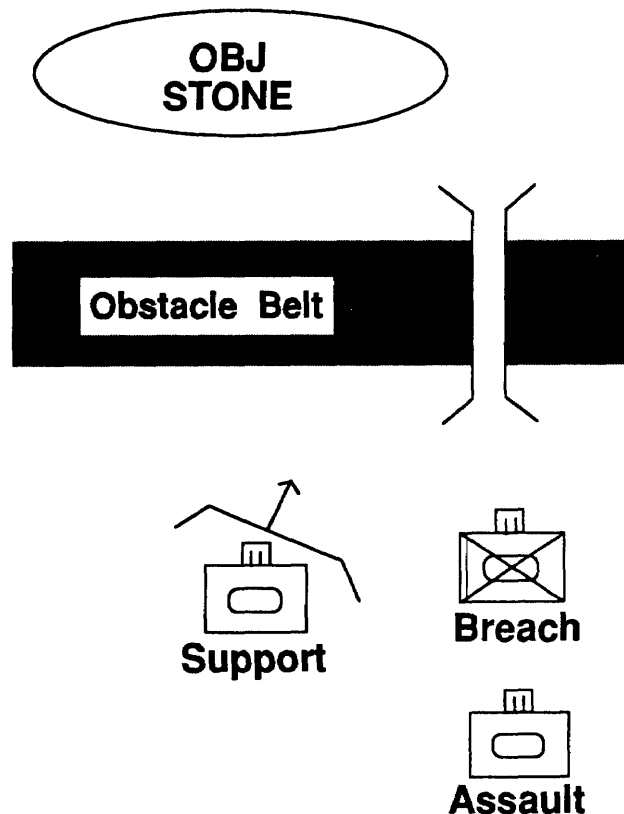 OBJ
STONE
Obstacle Belt
Support
Breach
Assault